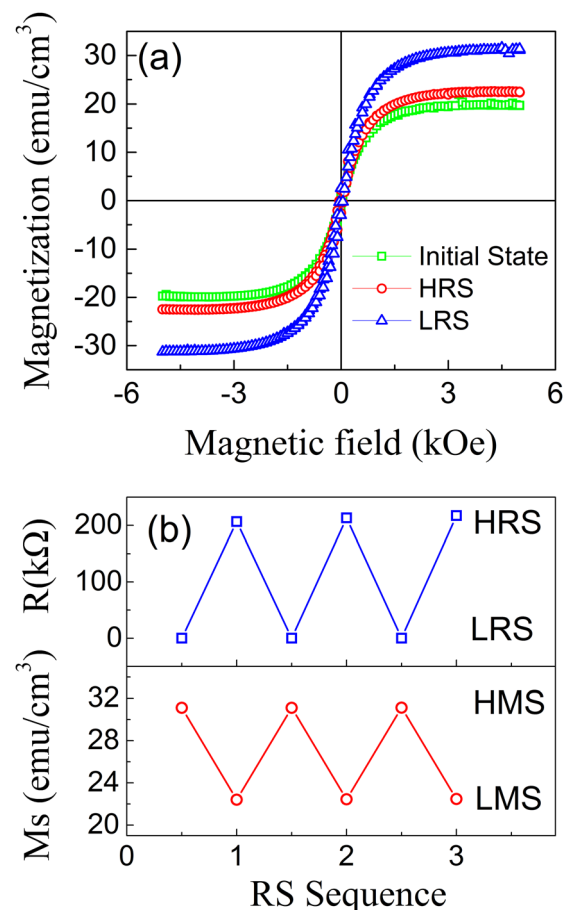 (a)
Magnetization (emu/cm³)
30
20
10
0
-10
-20
-30
Initial State
HRS
LRS
-6 -3 0 3 6
Magnetic field (kOe)
(b)
R(kΩ)
200
100
0
HRS
LRS
Ms (emu/cm³)
32
28
24
20
HMS
LMS
0 1 2 3
RS Sequence